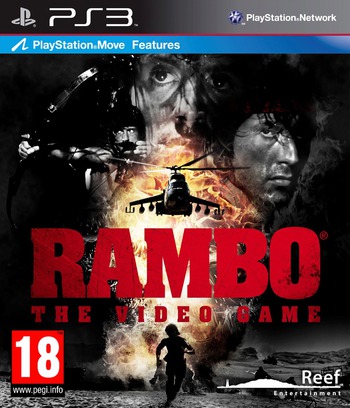 PS3
PlayStation®Network
PlayStation®Move Features
RAMBO®
THE VIDEO GAME
18
www.pegi.info
Reef
Entertainment